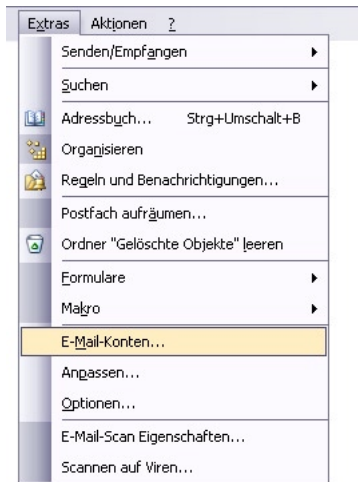 Extras Aktionen ?
Senden/Empfangen
Suchen
Adressbuch... Strg+Umschalt+B
Organisieren
Regeln und Benachrichtigungen...
Postfach aufräumen...
Ordner "Gelöschte Objekte" leeren
Formulare
Makro
E-Mail-Konten...
Anpassen...
Optionen...
E-Mail-Scan Eigenschaften...
Scannen auf Viren...